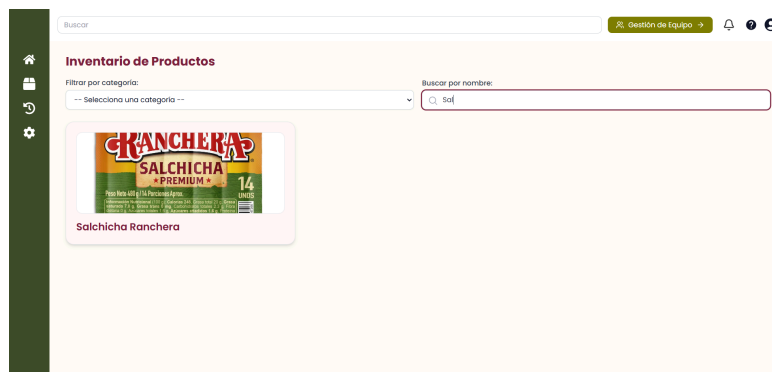 Buscar
Gestión de Equipo →
Inventario de Productos
Filtrar por categoría:
Buscar por nombre:
-- Selecciona una categoría --
Sal
RANCHERA
SALCHICHA
PREMIUM
14
UNDS
Peso Neto 480 g / 14 Porciones Aprox.
Salchicha Ranchera